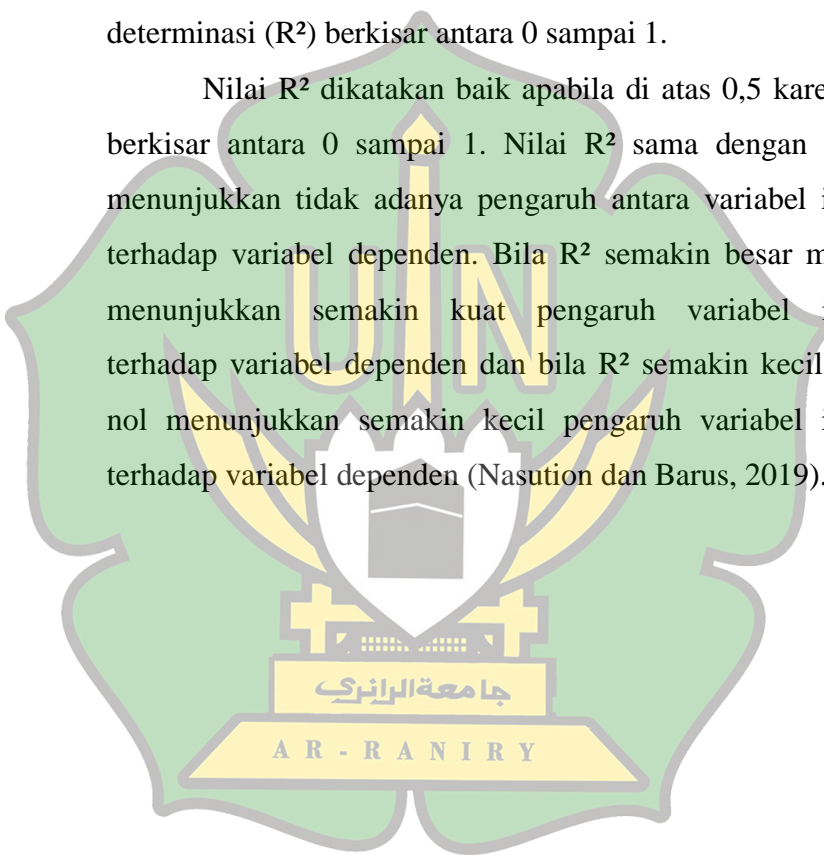 determinasi (R²) berkisar antara 0 sampai 1.
Nilai R² dikatakan baik apabila di atas 0,5 kare
berkisar antara 0 sampai 1. Nilai R² sama dengan
menunjukkan tidak adanya pengaruh antara variabel i
terhadap variabel dependen. Bila R² semakin besar m
menunjukkan semakin kuat pengaruh variabel i
terhadap variabel dependen dan bila R² semakin kecil
nol menunjukkan semakin kecil pengaruh variabel i
terhadap variabel dependen (Nasution dan Barus, 2019).
UIN
جامعة الرانري
AR-RANIRY